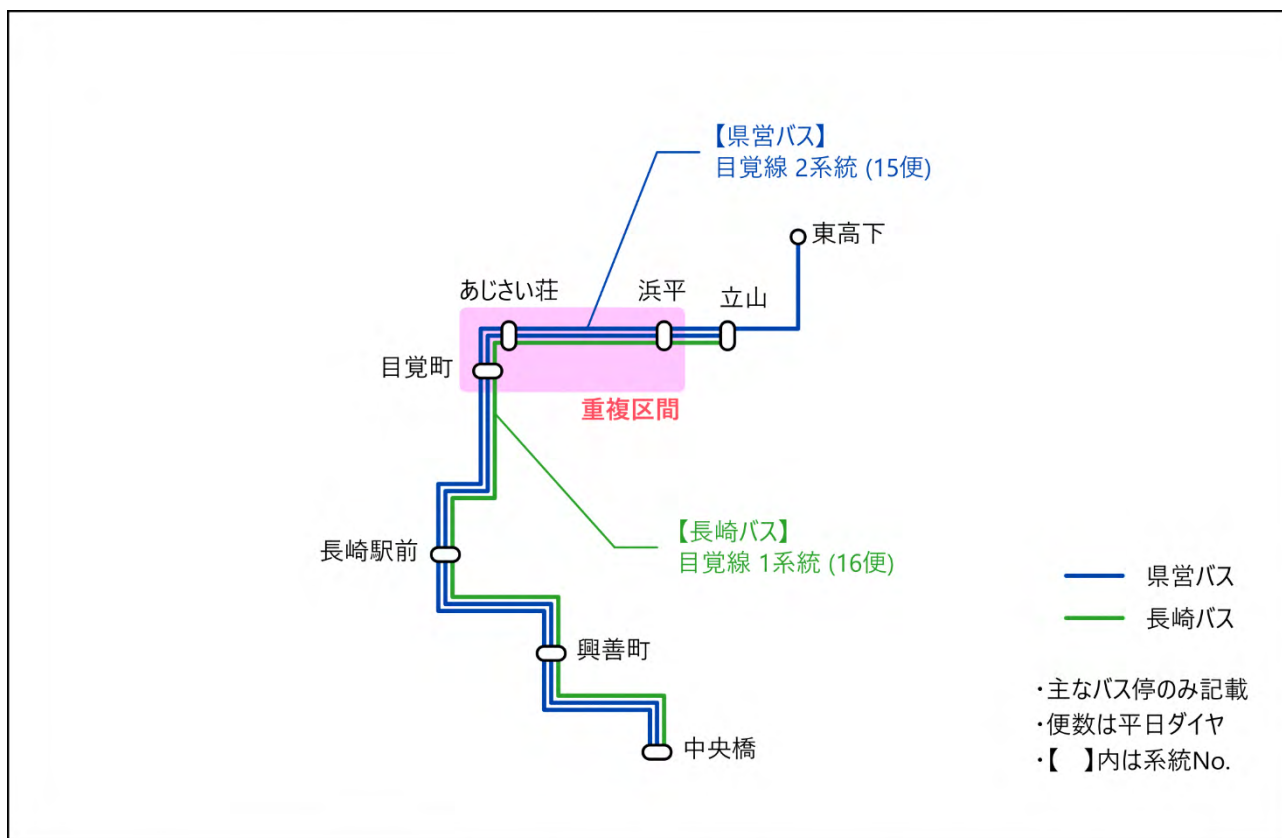 【県営バス】
目覚線 2系統 (15便)
東高下
あじさい荘
浜平
立山
目覚町
重複区間
【長崎バス】
目覚線 1系統 (16便)
長崎駅前
興善町
中央橋
県営バス
長崎バス
・主なバス停のみ記載
・便数は平日ダイヤ
・【　】内は系統No.